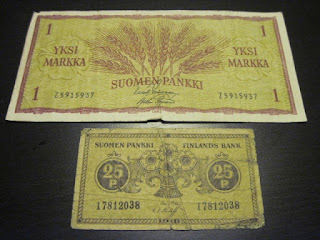 1 1
YKSI YKSI
MARKKA MARKKA
SUOMEN PANKKI
Z5915937 Z5915937
1 1
SUOMEN PANKKI FINLANDS BANK
25 25
P P
17812038 17812038